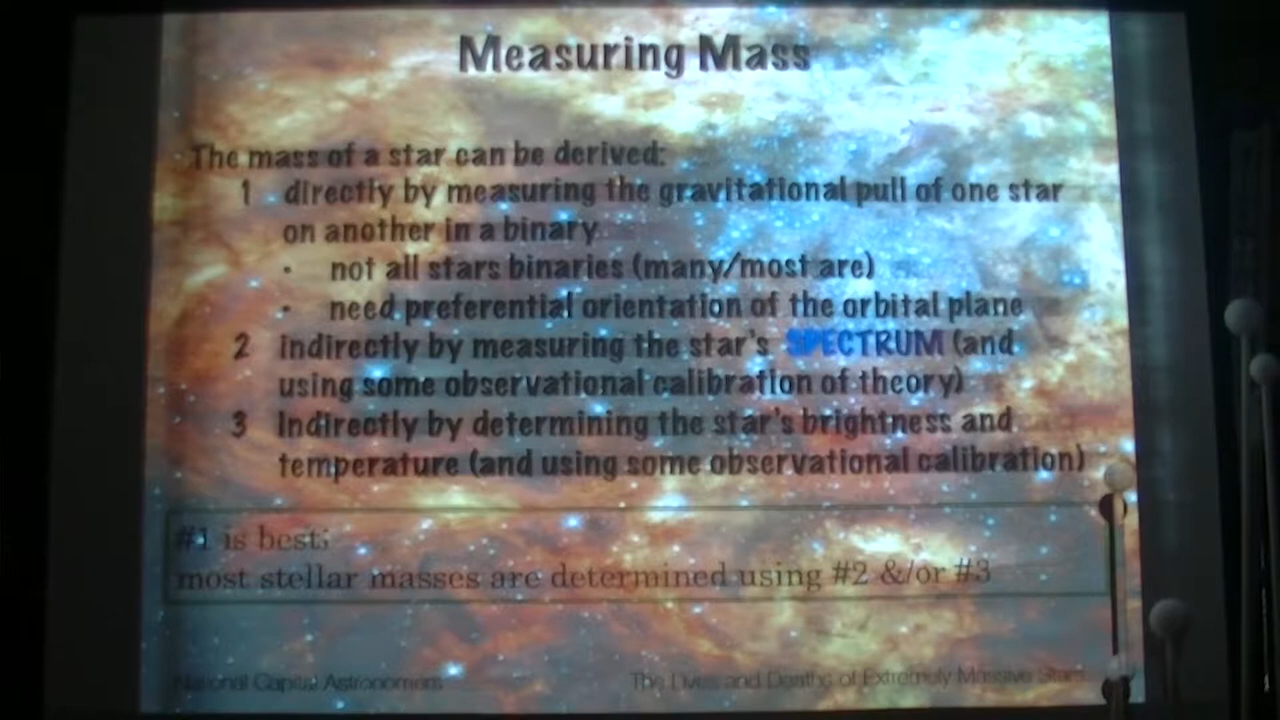 Measuring Mass
The mass of a star can be derived:
1 directly by measuring the gravitational pull of one star
on another in a binary
· not all stars binaries (many/most are)
· need preferential orientation of the orbital plane
2 indirectly by measuring the star's SPECTRUM (and
using some observational calibration of theory)
3 Indirectly by determining the star's brightness and
temperature (and using some observational calibration)
#1 is best;
most stellar masses are determined using #2 &/or #3
National Capital Astronomers
The Lives and Deaths of Extremely Massive Stars